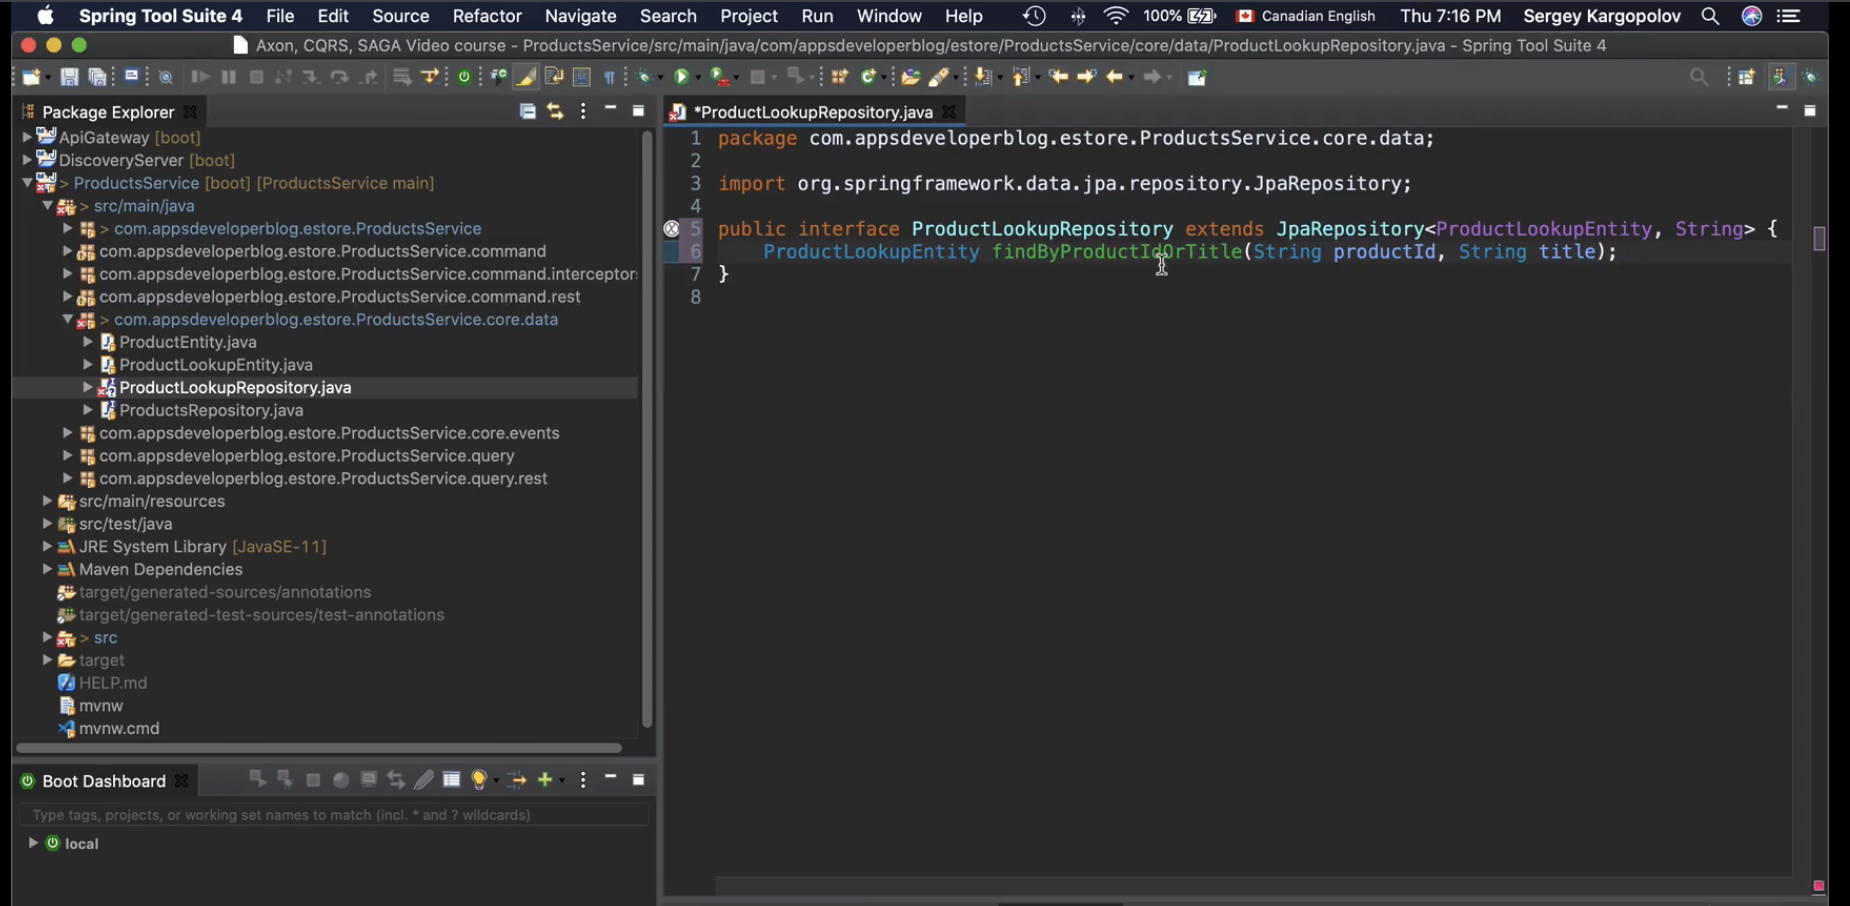 Spring Tool Suite 4 File Edit Source Refactor Navigate Search Project Run Window Help 100% Canadian English Thu 7:16 PM Sergey Kargopolov
Axon, CQRS, SAGA Video course - ProductsService/src/main/java/com/appsdeveloperblog/estore/ProductsService/core/data/ProductLookupRepository.java - Spring Tool Suite 4
Package Explorer
ApiGateway [boot]
DiscoveryServer [boot]
> ProductsService [boot] [ProductsService main]
> src/main/java
> com.appsdeveloperblog.estore.ProductsService
com.appsdeveloperblog.estore.ProductsService.command
com.appsdeveloperblog.estore.ProductsService.command.interceptors
com.appsdeveloperblog.estore.ProductsService.command.rest
> com.appsdeveloperblog.estore.ProductsService.core.data
ProductEntity.java
ProductLookupEntity.java
ProductLookupRepository.java
ProductsRepository.java
com.appsdeveloperblog.estore.ProductsService.core.events
com.appsdeveloperblog.estore.ProductsService.query
com.appsdeveloperblog.estore.ProductsService.query.rest
src/main/resources
src/test/java
JRE System Library [JavaSE-11]
Maven Dependencies
target/generated-sources/annotations
target/generated-test-sources/test-annotations
> src
target
HELP.md
mvnw
mvnw.cmd
Boot Dashboard
Type tags, projects, or working set names to match (incl. * and ? wildcards)
local
*ProductLookupRepository.java
1 package com.appsdeveloperblog.estore.ProductsService.core.data;
2
3 import org.springframework.data.jpa.repository.JpaRepository;
4
5 public interface ProductLookupRepository extends JpaRepository<ProductLookupEntity, String> {
6 ProductLookupEntity findByProductIdOrTitle(String productId, String title);
7 }
8